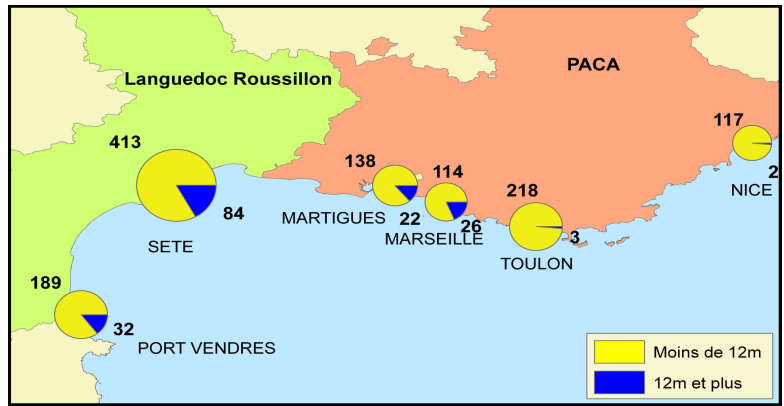 PACA
Languedoc Roussillon
117
413
138
114
2
NICE
218
84
MARTIGUES
22
26
MARSEILLE
3
SETE
TOULON
189
32
PORT VENDRES
Moins de 12m
12m et plus